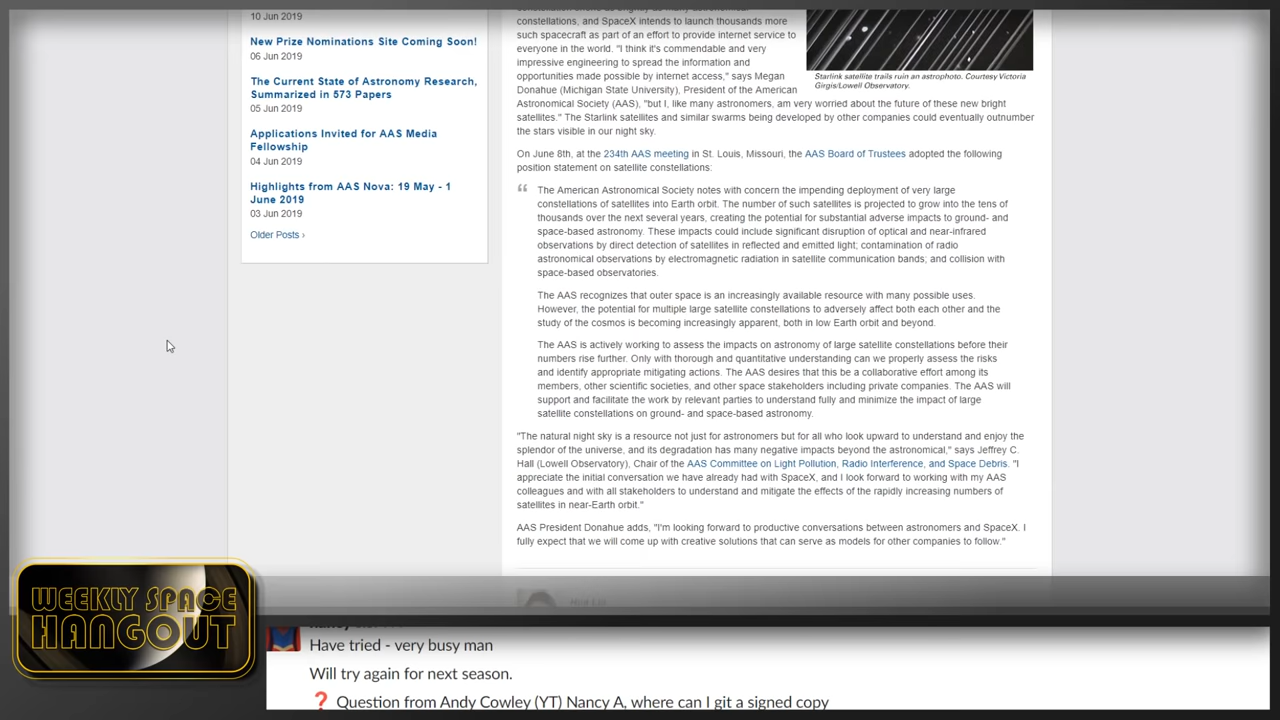 10 Jun 2019
New Prize Nominations Site Coming Soon!
06 Jun 2019
The Current State of Astronomy Research,
Summarized in 573 Papers
05 Jun 2019
Applications Invited for AAS Media
Fellowship
04 Jun 2019
Highlights from AAS Nova: 19 May - 1
June 2019
03 Jun 2019
Older Posts ›
constellations, and SpaceX intends to launch thousands more
such spacecraft as part of an effort to provide internet service to
everyone in the world. "I think it's commendable and very
impressive engineering to spread the information and
opportunities made possible by internet access," says Megan
Donahue (Michigan State University), President of the American
Astronomical Society (AAS), "but I, like many astronomers, am very worried about the future of these new bright
satellites." The Starlink satellites and similar swarms being developed by other companies could eventually outnumber
the stars visible in our night sky.
Starlink satellite trails ruin an astrophoto. Courtesy Victoria
Girgis/Lowell Observatory.
On June 8th, at the 234th AAS meeting in St. Louis, Missouri, the AAS Board of Trustees adopted the following
position statement on satellite constellations:
“ The American Astronomical Society notes with concern the impending deployment of very large
constellations of satellites into Earth orbit. The number of such satellites is projected to grow into the tens of
thousands over the next several years, creating the potential for substantial adverse impacts to ground- and
space-based astronomy. These impacts could include significant disruption of optical and near-infrared
observations by direct detection of satellites in reflected and emitted light; contamination of radio
astronomical observations by electromagnetic radiation in satellite communication bands; and collision with
space-based observatories.
The AAS recognizes that outer space is an increasingly available resource with many possible uses.
However, the potential for multiple large satellite constellations to adversely affect both each other and the
study of the cosmos is becoming increasingly apparent, both in low Earth orbit and beyond.
The AAS is actively working to assess the impacts on astronomy of large satellite constellations before their
numbers rise further. Only with thorough and quantitative understanding can we properly assess the risks
and identify appropriate mitigating actions. The AAS desires that this be a collaborative effort among its
members, other scientific societies, and other space stakeholders including private companies. The AAS will
support and facilitate the work by relevant parties to understand fully and minimize the impact of large
satellite constellations on ground- and space-based astronomy.
"The natural night sky is a resource not just for astronomers but for all who look upward to understand and enjoy the
splendor of the universe, and its degradation has many negative impacts beyond the astronomical," says Jeffrey C.
Hall (Lowell Observatory), Chair of the AAS Committee on Light Pollution, Radio Interference, and Space Debris. "I
appreciate the initial conversation we have already had with SpaceX, and I look forward to working with my AAS
colleagues and with all stakeholders to understand and mitigate the effects of the rapidly increasing numbers of
satellites in near-Earth orbit."
AAS President Donahue adds, "I'm looking forward to productive conversations between astronomers and SpaceX. I
fully expect that we will come up with creative solutions that can serve as models for other companies to follow."
WEEKLY SPACE
HANGOUT
Have tried - very busy man
Will try again for next season.
❓ Question from Andy Cowley (YT) Nancy A, where can I git a signed copy